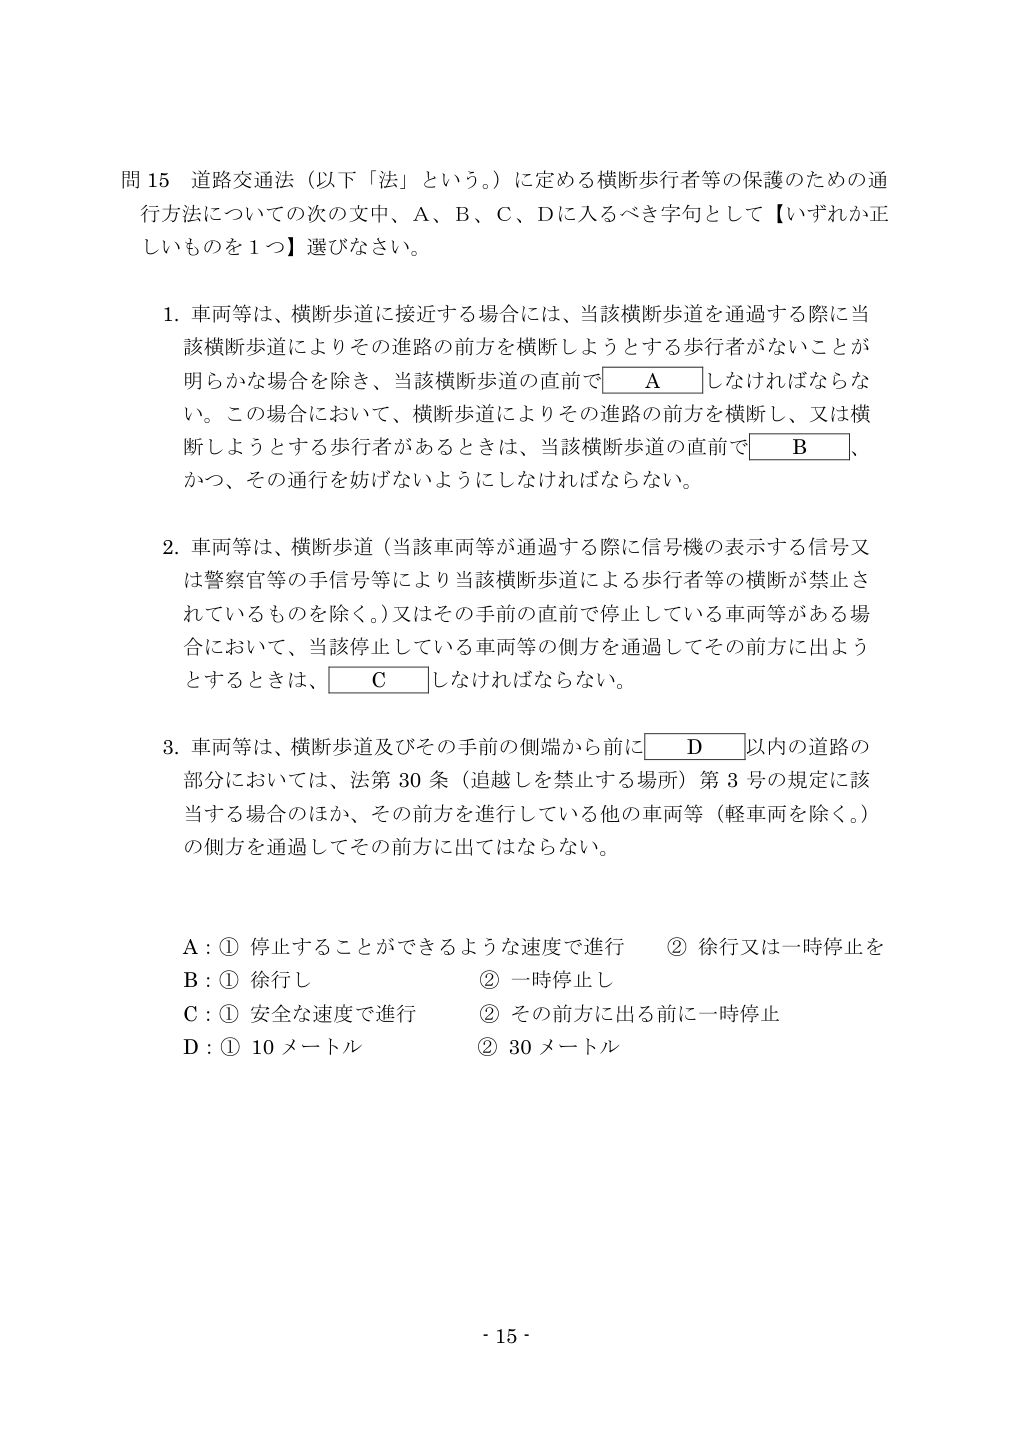 問 15　道路交通法（以下「法」という。）に定める横断歩行者等の保護のための通
行方法についての次の文中、A、B、C、Dに入るべき字句として【いずれか正
しいものを 1 つ】選びなさい。
1. 車両等は、横断歩道に接近する場合には、当該横断歩道を通過する際に当
該横断歩道によりその進路の前方を横断しようとする歩行者がないことが
明らかな場合を除き、当該横断歩道の直前で A しなければならな
い。この場合において、横断歩道によりその進路の前方を横断し、又は横
断しようとする歩行者があるときは、当該横断歩道の直前で B 、
かつ、その通行を妨げないようにしなければならない。
2. 車両等は、横断歩道（当該車両等が通過する際に信号機の表示する信号又
は警察官等の手信号等により当該横断歩道による歩行者等の横断が禁止さ
れているものを除く。）又はその手前の直前で停止している車両等がある場
合において、当該停止している車両等の側方を通過してその前方に出よう
とするときは、 C しなければならない。
3. 車両等は、横断歩道及びその手前の側端から前に D 以内の道路の
部分においては、法第 30 条（追越しを禁止する場所）第 3 号の規定に該
当する場合のほか、その前方を進行している他の車両等（軽車両を除く。）
の側方を通過してその前方に出てはならない。
A：① 停止することができるような速度で進行　　② 徐行又は一時停止を
B：① 徐行し　　② 一時停止し
C：① 安全な速度で進行　　② その前方に出る前に一時停止
D：① 10 メートル　　② 30 メートル
- 15 -